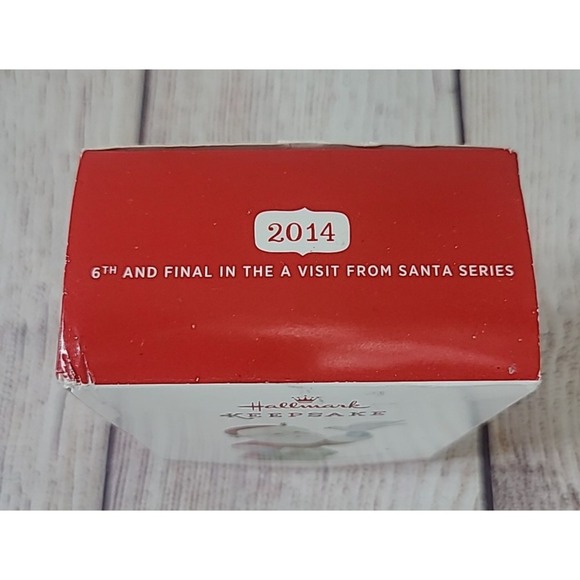 2014
6TH AND FINAL IN THE A VISIT FROM SANTA SERIES
Hallmark
KEEPSAKE